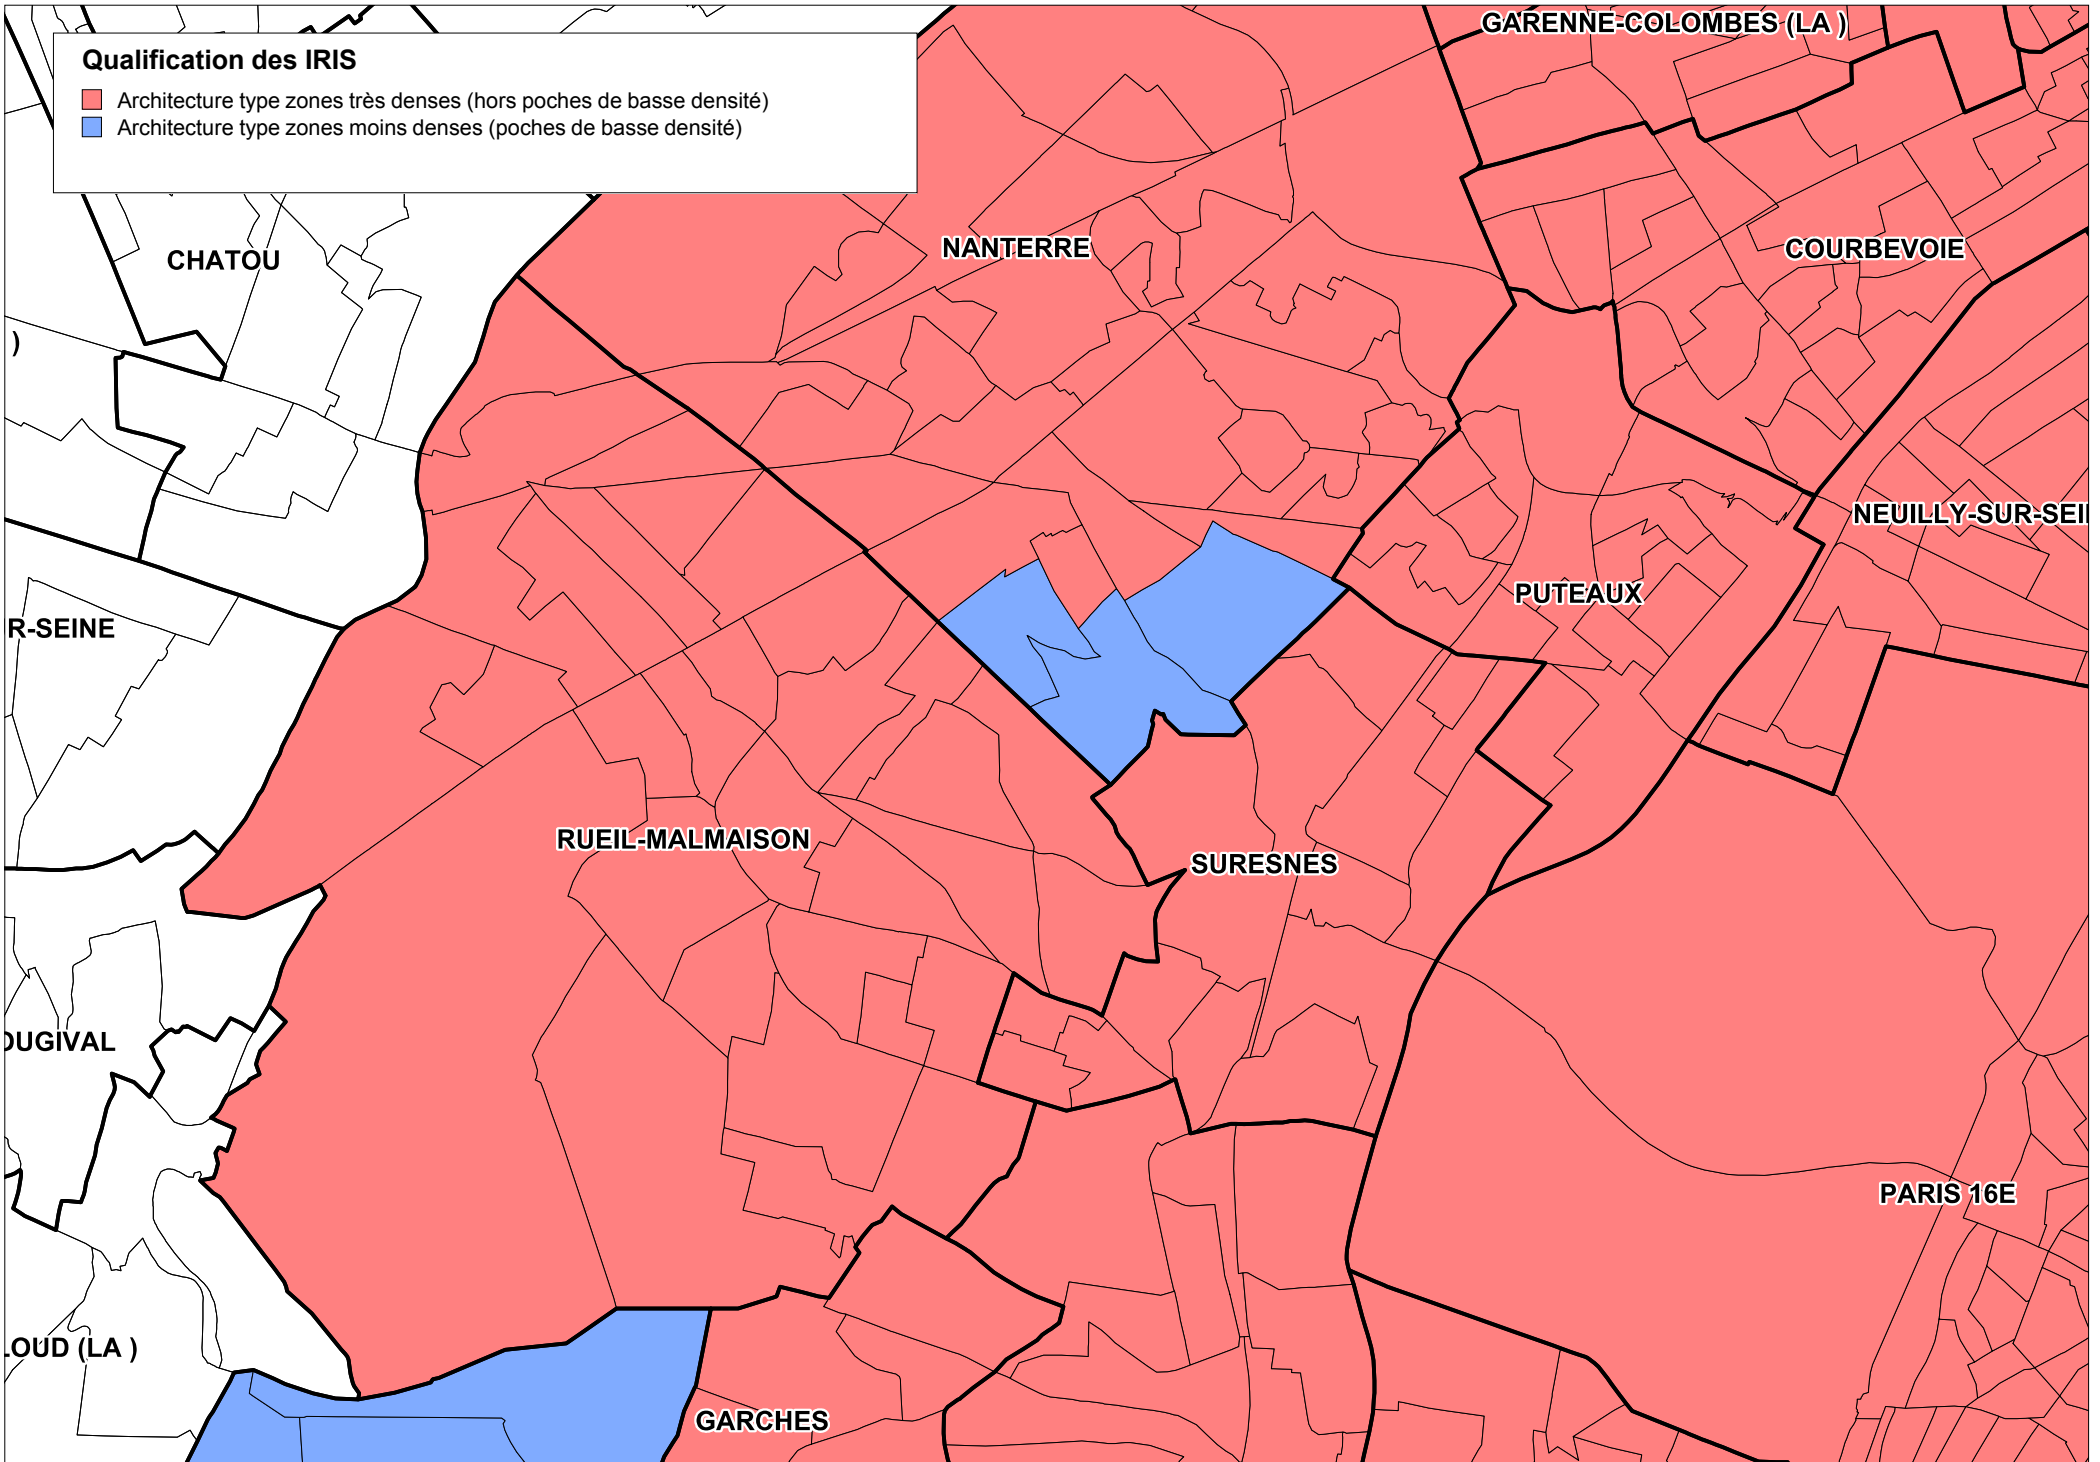 GARENNE-COLOMBES (LA )
Qualification des IRIS
Architecture type zones très denses (hors poches de basse densité)
Architecture type zones moins denses (poches de basse densité)
NANTERRE
COURBEVOIE
CHATOU
)
NEUILLY-SUR-SEI
PUTEAUX
R-SEINE
RUEIL-MALMAISON
SURESNES
OUGIVAL
PARIS 16E
LOUD (LA )
GARCHES